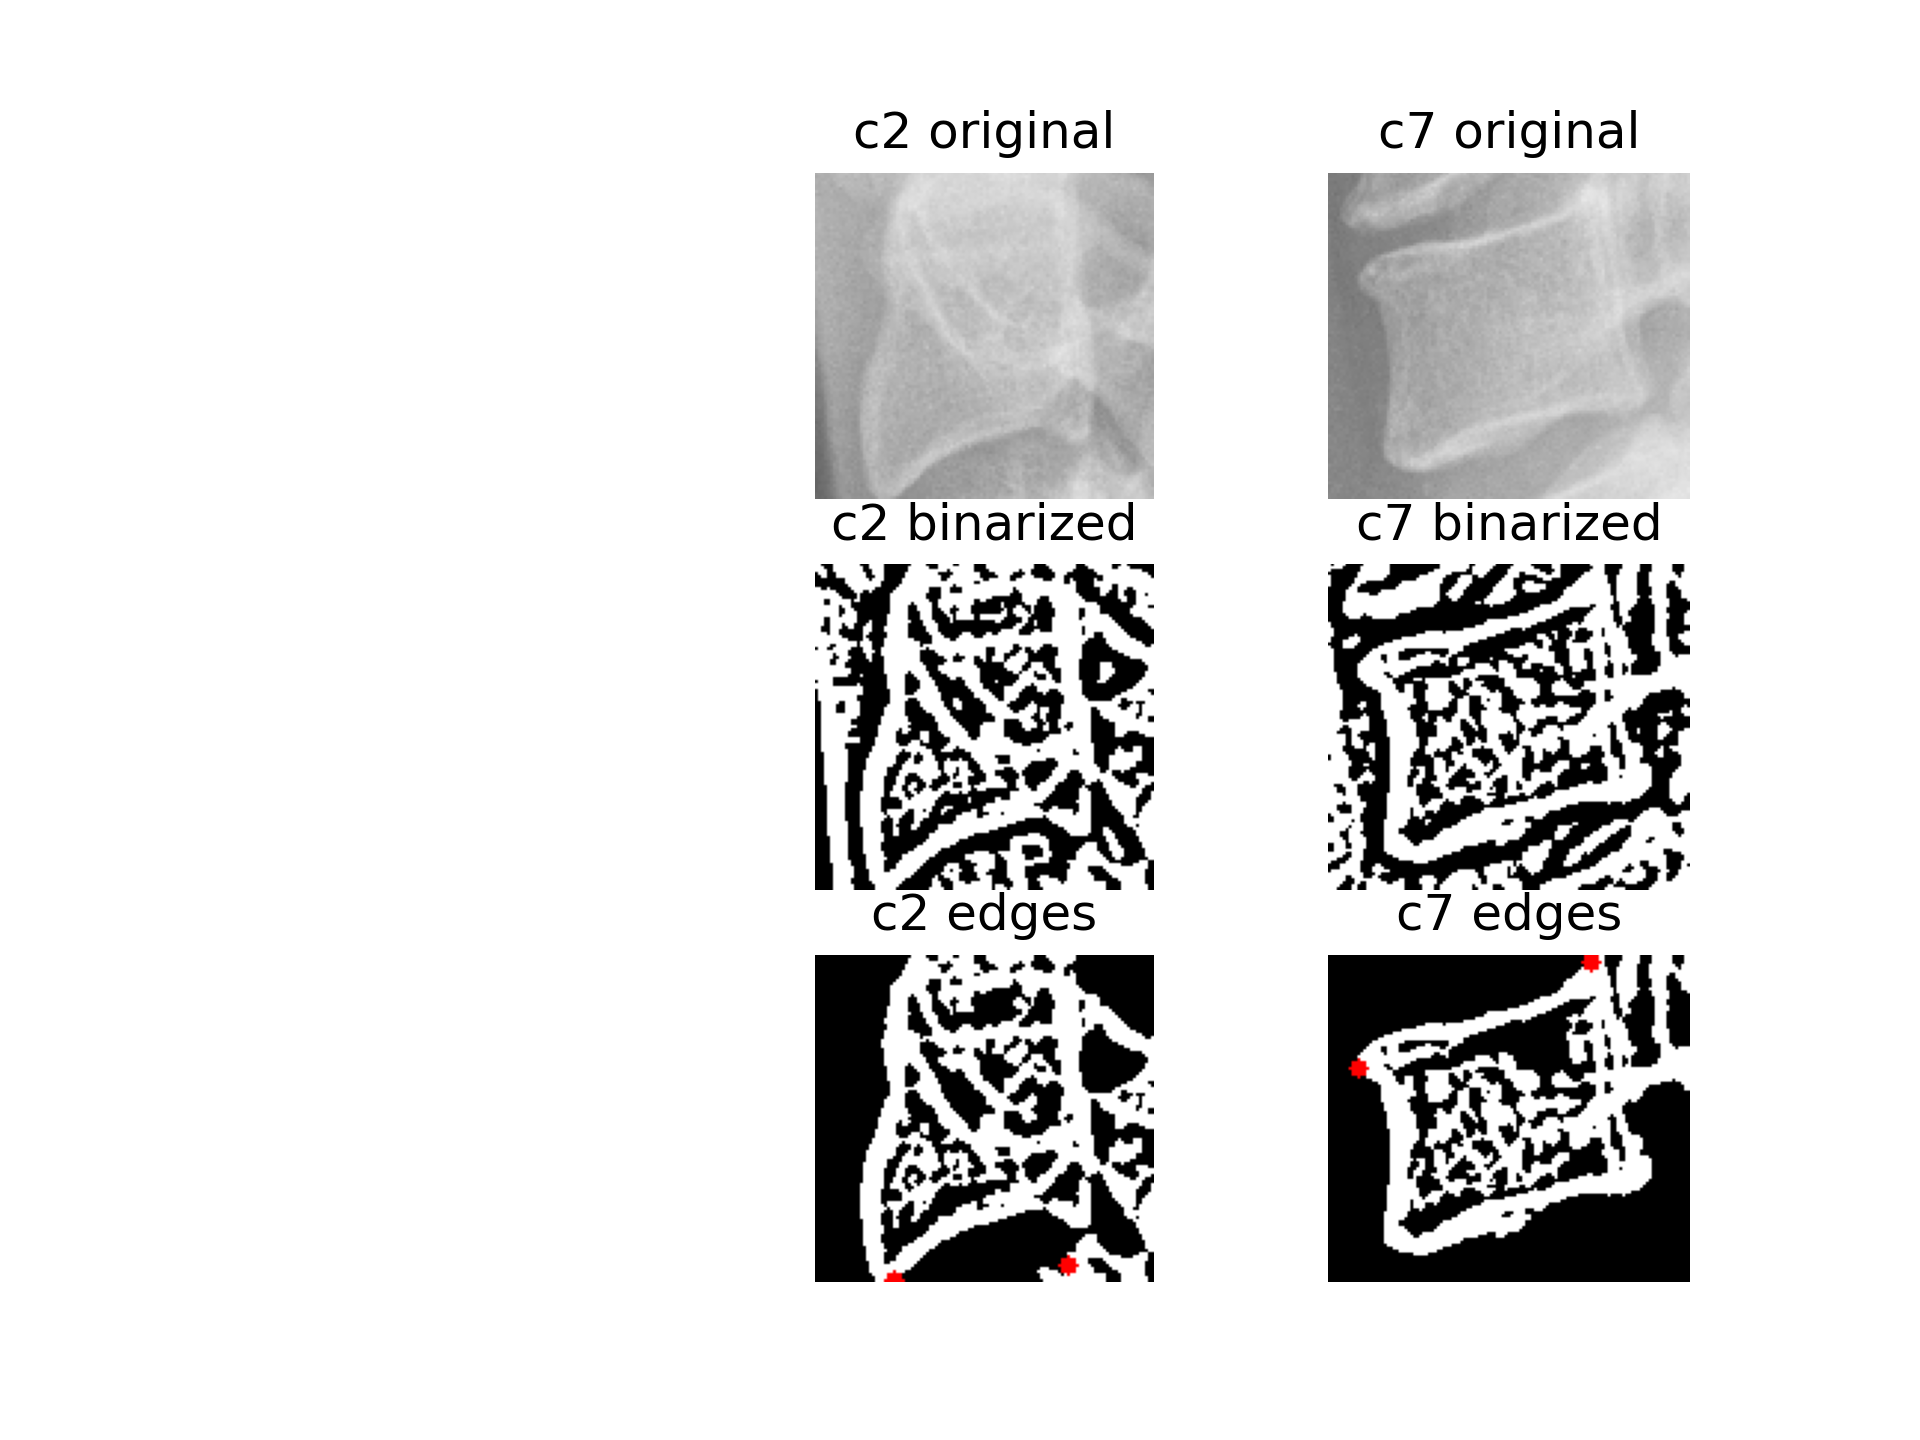 c2 original
c7 original
c2 binarized
c7 binarized
c2 edges
c7 edges